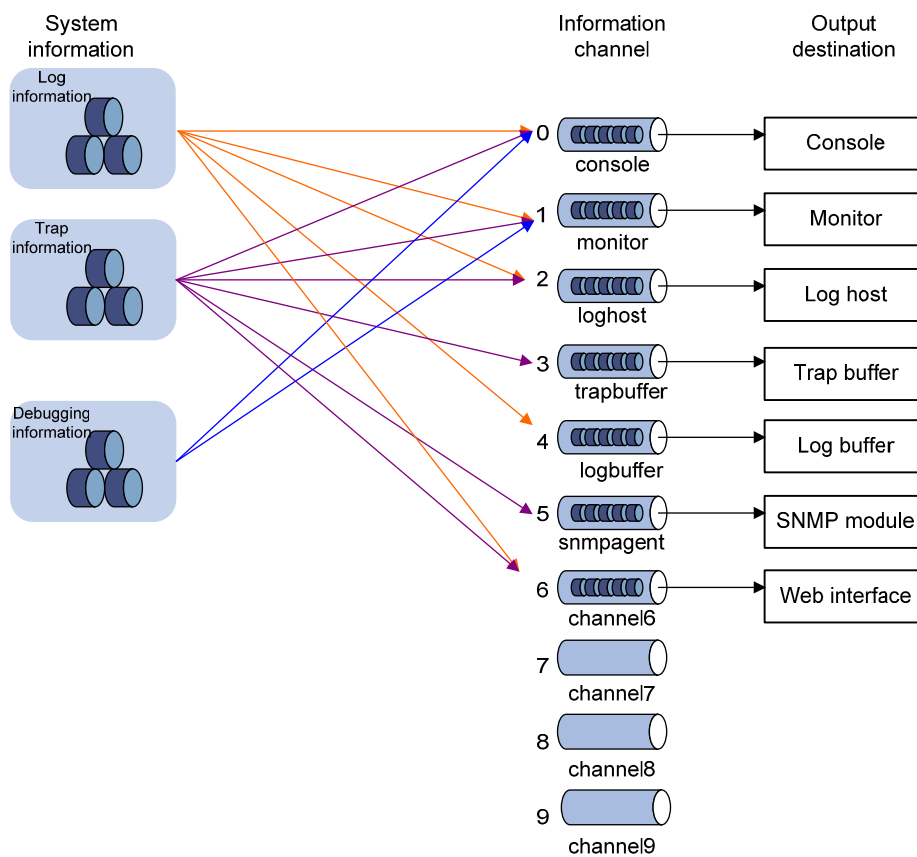 System
information
Information
channel
Output
destination
Log
information
Trap
information
Debugging
information
0
console
Console
1
monitor
Monitor
2
loghost
Log host
3
trapbuffer
Trap buffer
4
logbuffer
Log buffer
5
snmpagent
SNMP module
6
channel6
Web interface
7
channel7
8
channel8
9
channel9